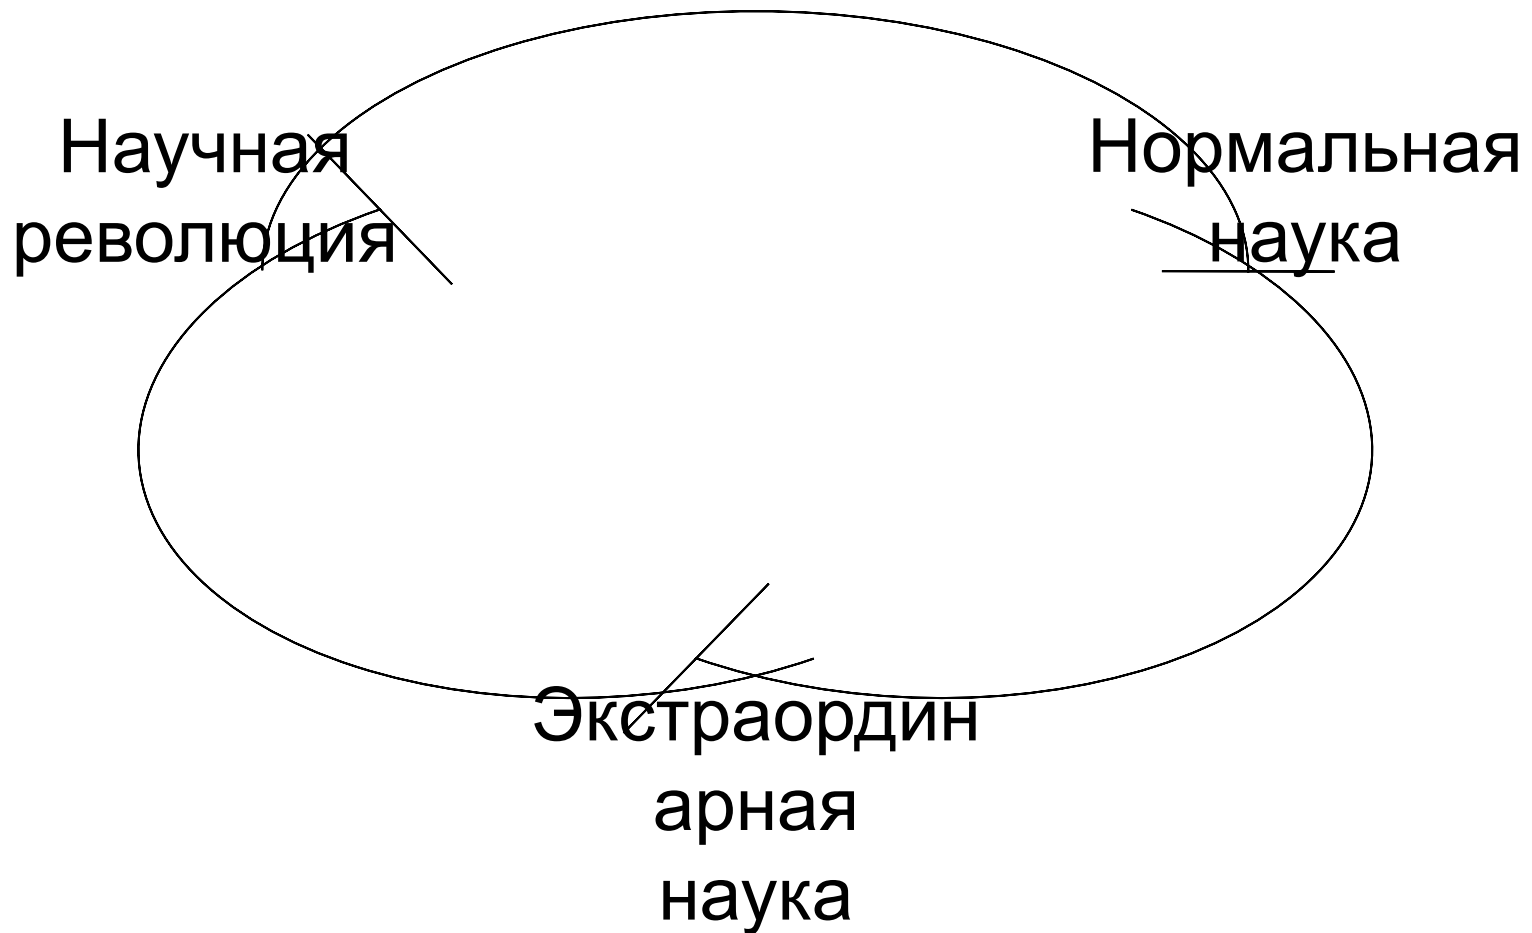 Научная
революция
Нормальная
наука
Экстраордин
арная
наука